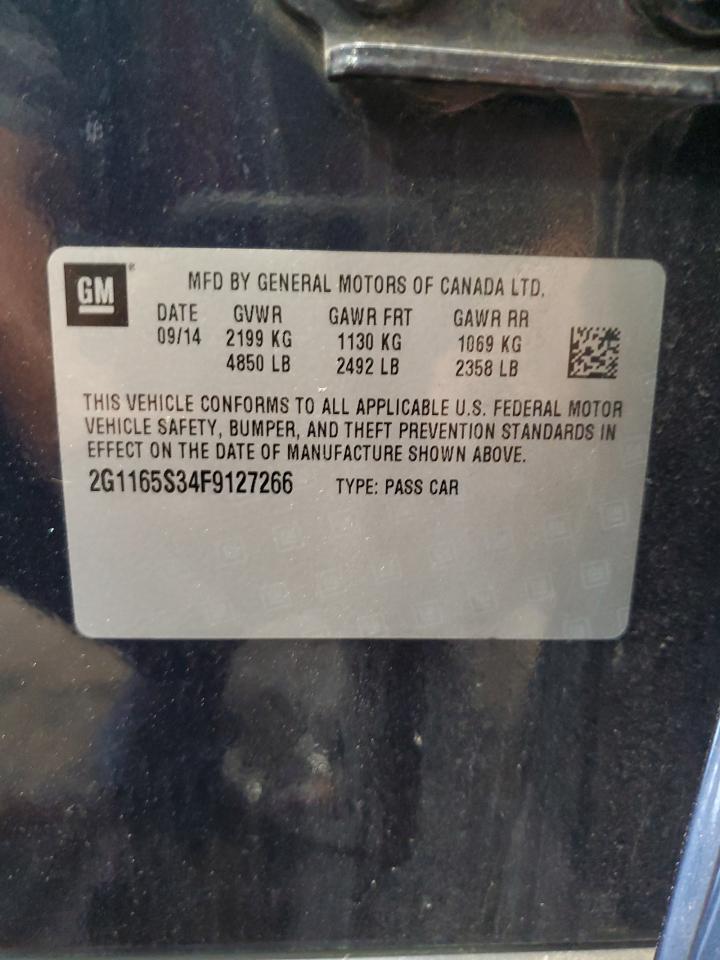 GM
MFD BY GENERAL MOTORS OF CANADA LTD.
DATE GVWR GAWR FRT GAWR RR
09/14 2199 KG 1130 KG 1069 KG
4850 LB 2492 LB 2358 LB
THIS VEHICLE CONFORMS TO ALL APPLICABLE U.S. FEDERAL MOTOR
VEHICLE SAFETY, BUMPER, AND THEFT PREVENTION STANDARDS IN
EFFECT ON THE DATE OF MANUFACTURE SHOWN ABOVE.
2G1165S34F9127266 TYPE: PASS CAR